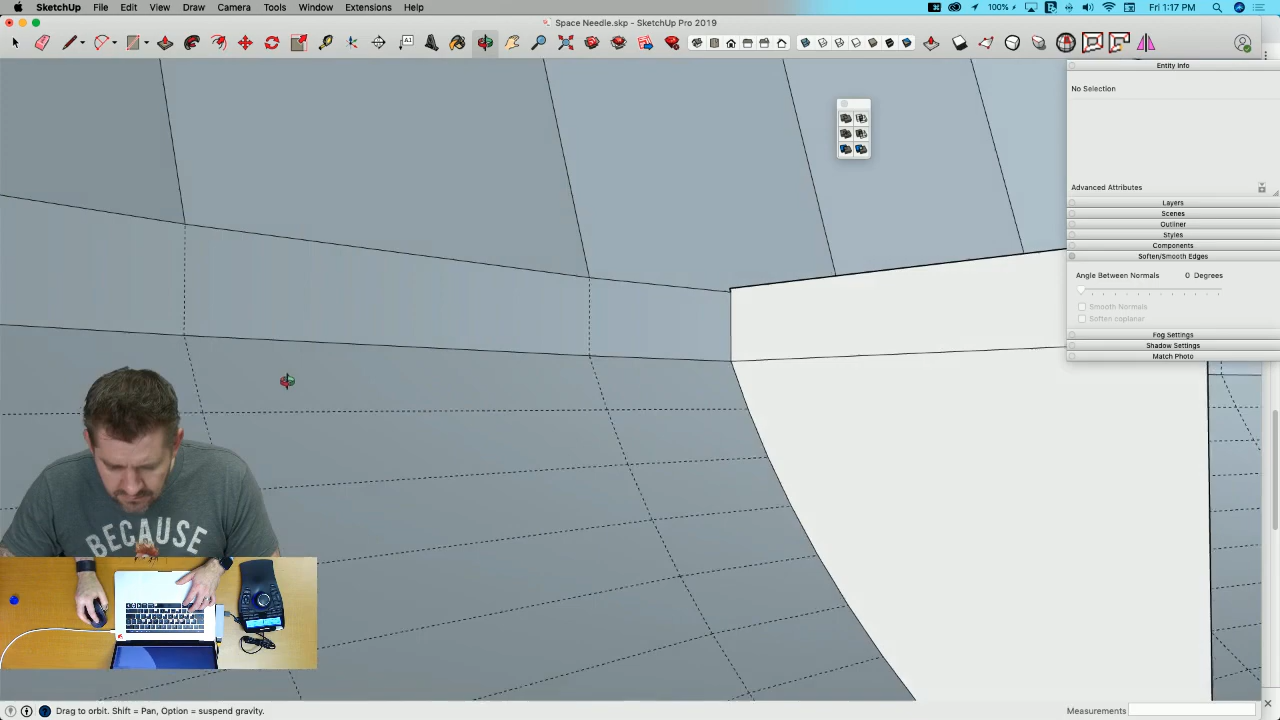 SketchUp File Edit View Draw Camera Tools Window Extensions Help 100% Fri 1:17 PM
Space Needle.skp - SketchUp Pro 2019
Entity Info
No Selection
Advanced Attributes
Layers
Scenes
Outliner
Styles
Components
Soften/Smooth Edges
Angle Between Normals 0 Degrees
Smooth Normals
Soften coplanar
Fog Settings
Shadow Settings
Match Photo
BECAUSE
Drag to orbit. Shift = Pan, Option = suspend gravity.
Measurements